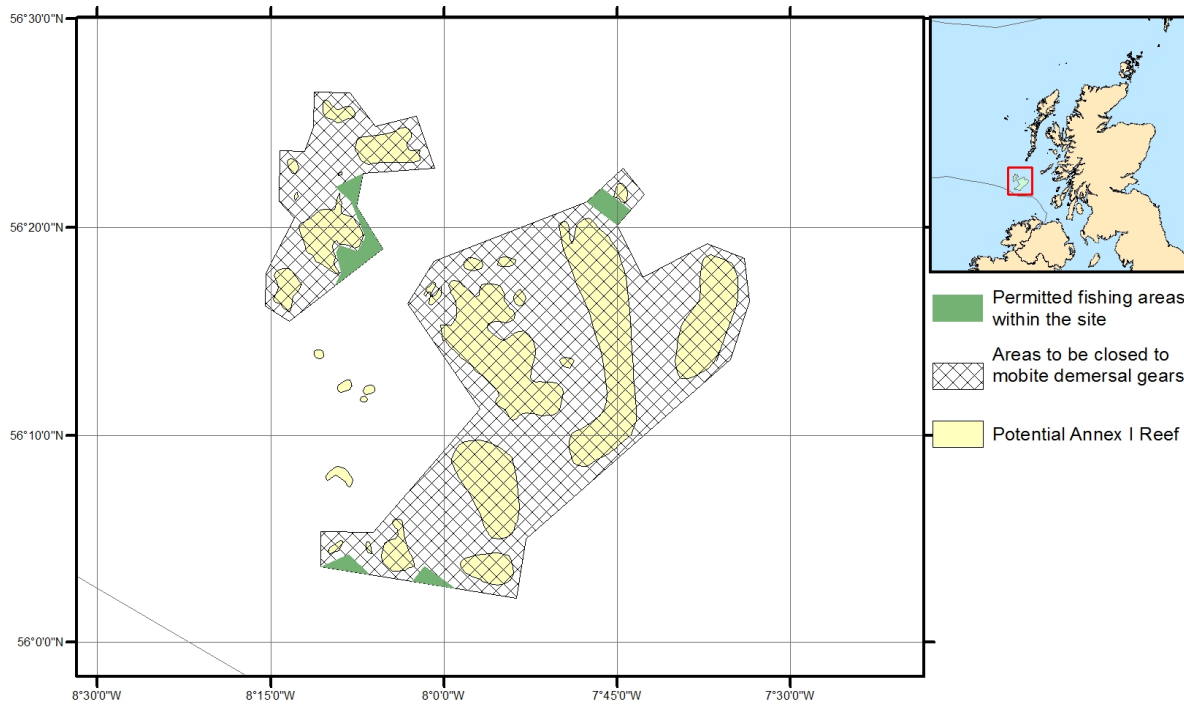 56°30'0"N
56°20'0"N
56°10'0"N
56°0'0"N
8°30'0"W
8°15'0"W
8°0'0"W
7°45'0"W
7°30'0"W
Permitted fishing areas
within the site
Areas to be closed to
mobite demersal gears
Potential Annex I Reef